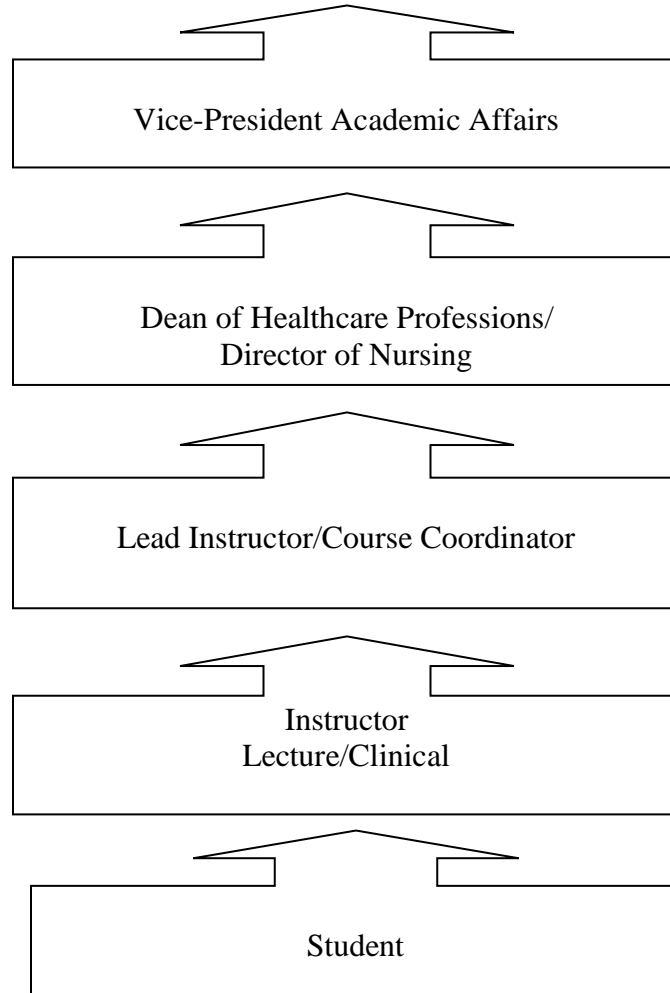 Vice-President Academic Affairs
Dean of Healthcare Professions/
Director of Nursing
Lead Instructor/Course Coordinator
Instructor
Lecture/Clinical
Student